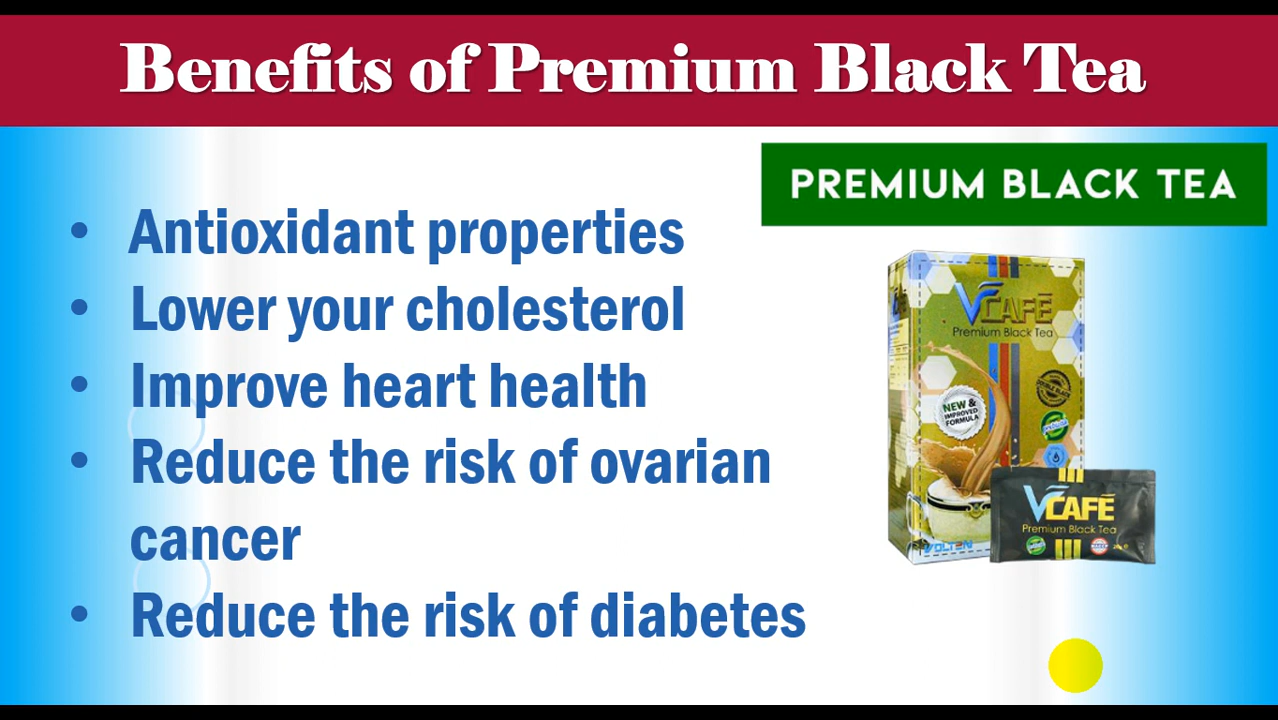 Benefits of Premium Black Tea
PREMIUM BLACK TEA
• Antioxidant properties
• Lower your cholesterol
• Improve heart health
• Reduce the risk of ovarian
cancer
• Reduce the risk of diabetes
VCAFÉ
Premium Black Tea
DOUBLE BLACK
NEW &
IMPROVED
FORMULA
VCAFÉ
Premium Black Tea